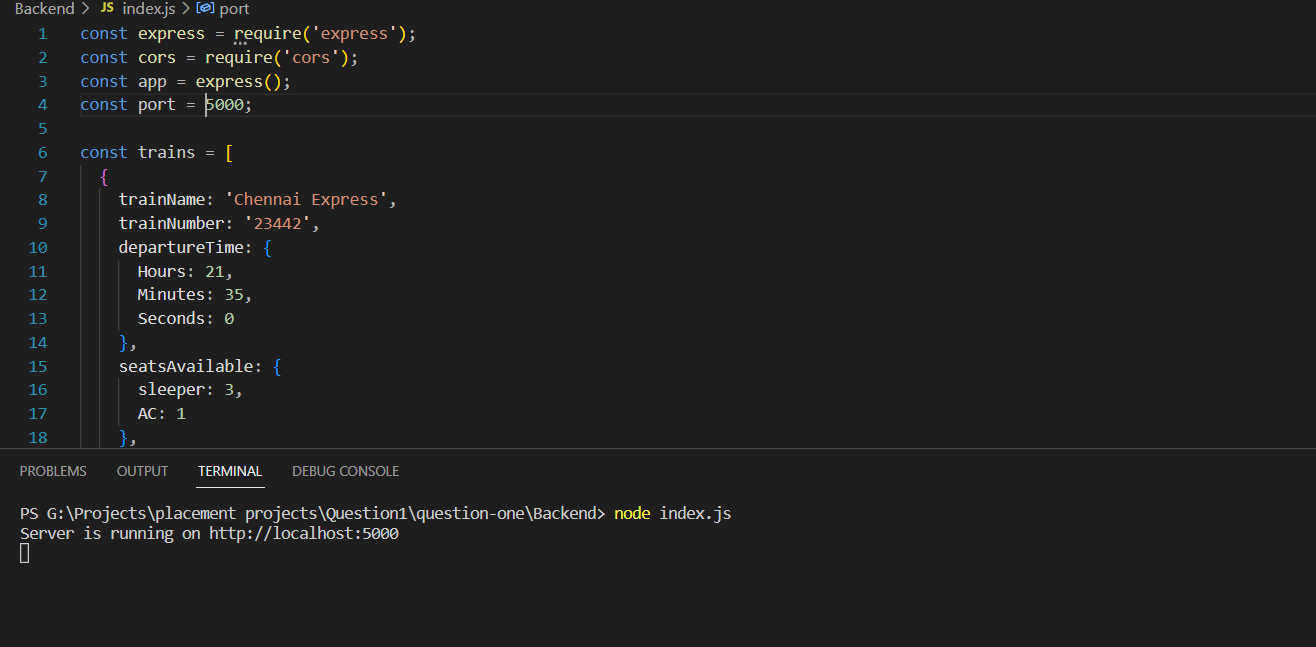 Backend > JS index.js > port
1 const express = require('express');
2 const cors = require('cors');
3 const app = express();
4 const port = 5000;
5
6 const trains = [
7 {
8 trainName: 'Chennai Express',
9 trainNumber: '23442',
10 departureTime: {
11 Hours: 21,
12 Minutes: 35,
13 Seconds: 0
14 },
15 seatsAvailable: {
16 sleeper: 3,
17 AC: 1
18 },
PROBLEMS OUTPUT TERMINAL DEBUG CONSOLE
PS G:\Projects\placement projects\Question1\question-one\Backend> node index.js
Server is running on http://localhost:5000